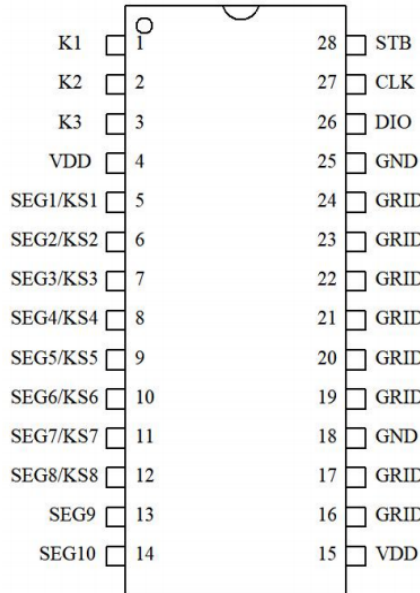 K1 1 28 STB
K2 2 27 CLK
K3 3 26 DIO
VDD 4 25 GND
SEG1/KS1 5 24 GRID
SEG2/KS2 6 23 GRID
SEG3/KS3 7 22 GRID
SEG4/KS4 8 21 GRID
SEG5/KS5 9 20 GRID
SEG6/KS6 10 19 GRID
SEG7/KS7 11 18 GND
SEG8/KS8 12 17 GRID
SEG9 13 16 GRID
SEG10 14 15 VDD